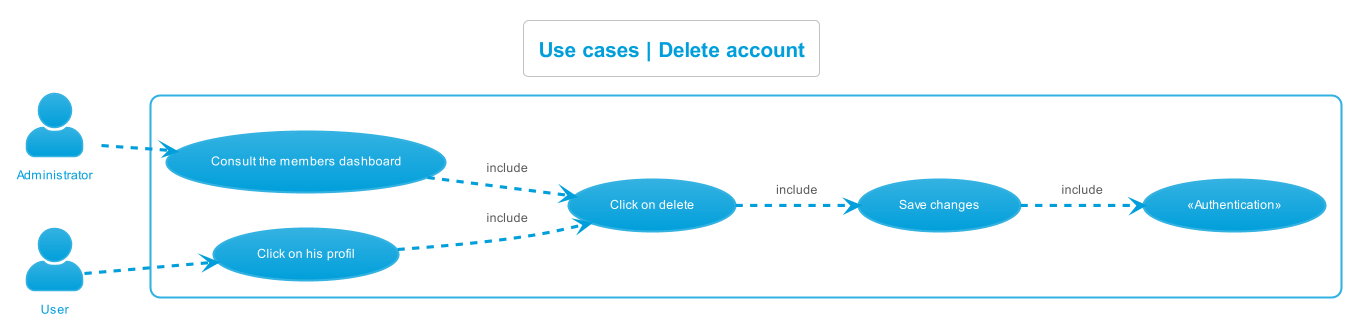 Use cases | Delete account
Administrator
Consult the members dashboard
include
Click on delete
include
Save changes
include
«Authentication»
include
Click on his profil
User